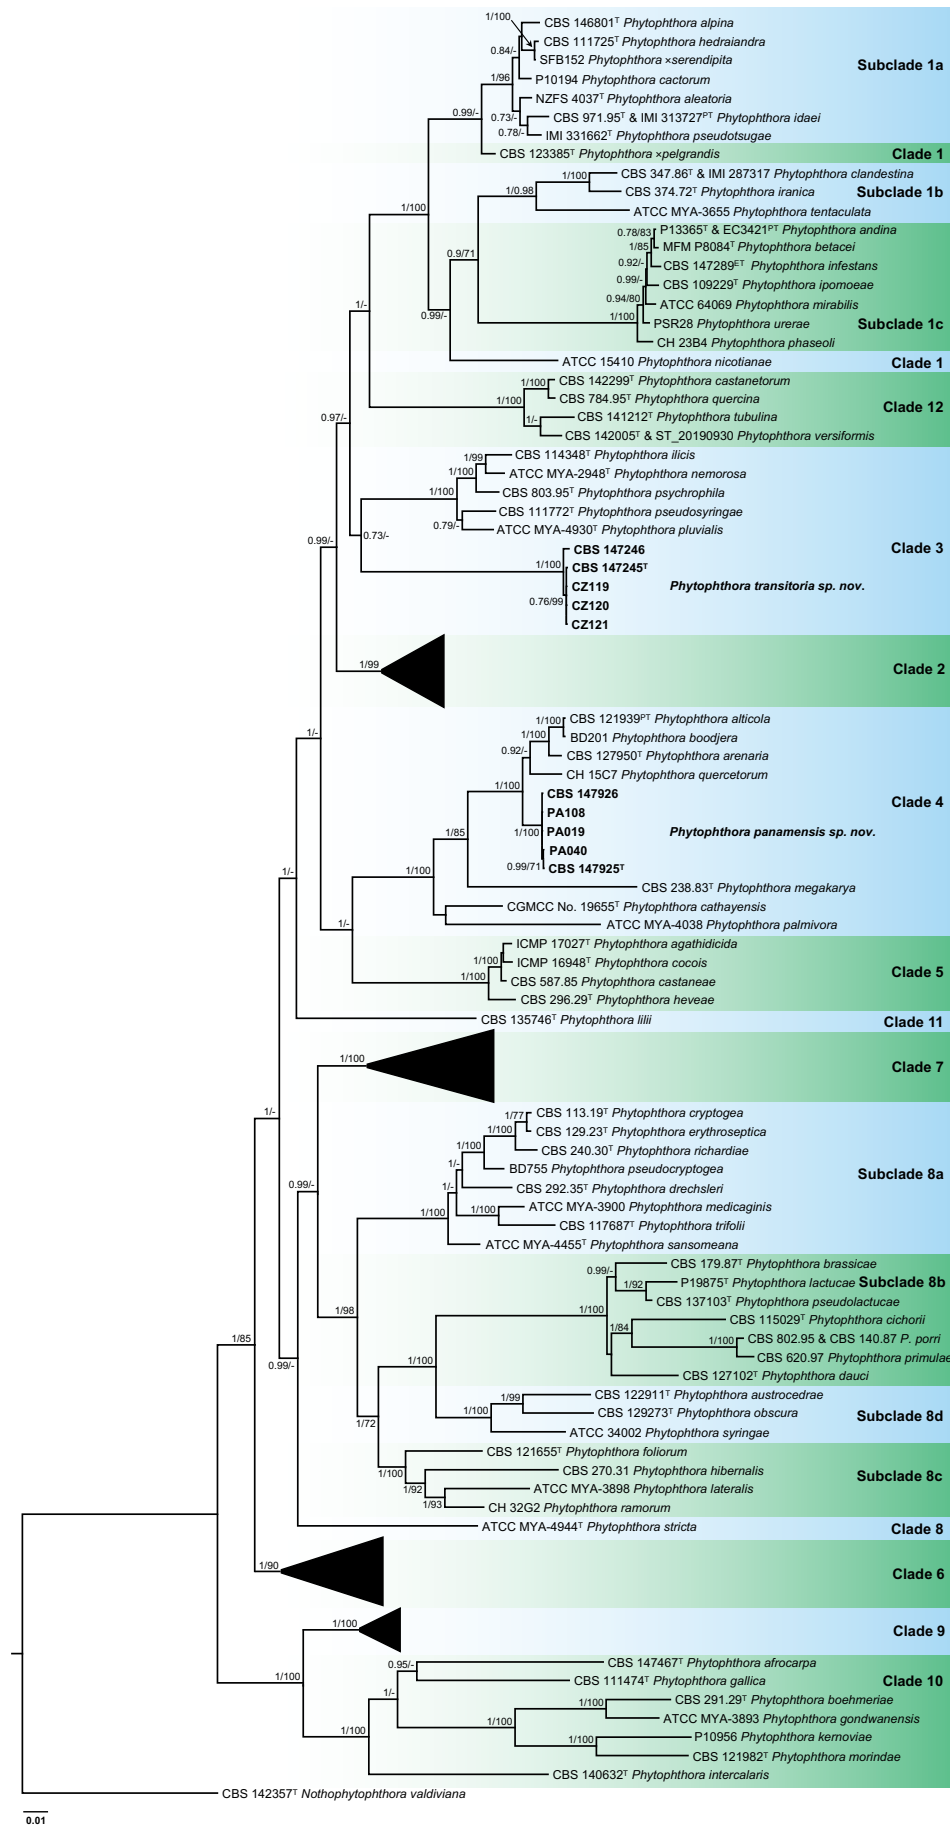 1/100
CBS 146801ᵀ Phytophthora alpina
CBS 111725ᵀ Phytophthora hedraiandra
0.84/-
SFB152 Phytophthora ×serendipita
Subclade 1a
1/96
P10194 Phytophthora cactorum
NZFS 4037ᵀ Phytophthora aleatoria
0.99/-
0.73/-
CBS 971.95ᵀ & IMI 313727ᴾᵀ Phytophthora idaei
0.78/-
IMI 331662ᵀ Phytophthora pseudotsugae
CBS 123385ᵀ Phytophthora ×pelgrandis
Clade 1
1/100
CBS 347.86ᵀ & IMI 287317 Phytophthora clandestina
1/0.98
CBS 374.72ᵀ Phytophthora iranica
Subclade 1b
1/100
ATCC MYA-3655 Phytophthora tentaculata
0.78/83
P13365ᵀ & EC3421ᴾᵀ Phytophthora andina
1/85
MFM P8084ᵀ Phytophthora betacei
0.9/71
0.92/-
CBS 147289ᴱᵀ Phytophthora infestans
0.99/-
CBS 109229ᵀ Phytophthora ipomoeae
0.94/80
ATCC 64069 Phytophthora mirabilis
1/-
0.99/-
1/100
PSR28 Phytophthora urerae
Subclade 1c
CH 23B4 Phytophthora phaseoli
ATCC 15410 Phytophthora nicotianae
Clade 1
1/100
CBS 142299ᵀ Phytophthora castanetorum
CBS 784.95ᵀ Phytophthora quercina
1/100
Clade 12
0.97/-
1/-
CBS 141212ᵀ Phytophthora tubulina
CBS 142005ᵀ & ST_20190930 Phytophthora versiformis
1/99
CBS 114348ᵀ Phytophthora ilicis
1/100
ATCC MYA-2948ᵀ Phytophthora nemorosa
1/100
CBS 803.95ᵀ Phytophthora psychrophila
CBS 111772ᵀ Phytophthora pseudosyringae
0.79/-
ATCC MYA-4930ᵀ Phytophthora pluvialis
0.99/-
0.73/-
CBS 147246
Clade 3
1/100
CBS 147245ᵀ
CZ119
Phytophthora transitoria sp. nov.
0.76/99
CZ120
CZ121
1/99
Clade 2
1/100
CBS 121939ᴾᵀ Phytophthora alticola
1/-
1/100
BD201 Phytophthora boodjera
0.92/-
CBS 127950ᵀ Phytophthora arenaria
CH 15C7 Phytophthora quercetorum
1/100
CBS 147926
Clade 4
PA108
1/85
1/100
PA019
Phytophthora panamensis sp. nov.
PA040
0.99/71
CBS 147925ᵀ
1/-
1/100
CBS 238.83ᵀ Phytophthora megakarya
CGMCC No. 19655ᵀ Phytophthora cathayensis
1/-
ATCC MYA-4038 Phytophthora palmivora
ICMP 17027ᵀ Phytophthora agathidicida
1/100
ICMP 16948ᵀ Phytophthora cocois
1/100
CBS 587.85 Phytophthora castaneae
Clade 5
CBS 296.29ᵀ Phytophthora heveae
CBS 135746ᵀ Phytophthora lilii
Clade 11
1/100
Clade 7
1/-
1/77
CBS 113.19ᵀ Phytophthora cryptogea
1/100
CBS 129.23ᵀ Phytophthora erythroseptica
1/100
CBS 240.30ᵀ Phytophthora richardiae
1/-
BD755 Phytophthora pseudocryptogea
Subclade 8a
0.99/-
1/-
CBS 292.35ᵀ Phytophthora drechsleri
1/100
1/100
ATCC MYA-3900 Phytophthora medicaginis
CBS 117687ᵀ Phytophthora trifolii
ATCC MYA-4455ᵀ Phytophthora sansomeana
0.99/-
CBS 179.87ᵀ Phytophthora brassicae
1/92
P19875ᵀ Phytophthora lactucae
Subclade 8b
CBS 137103ᵀ Phytophthora pseudolactucae
1/98
1/100
1/84
CBS 115029ᵀ Phytophthora cichorii
1/100
CBS 802.95 & CBS 140.87 P. porri
1/85
CBS 620.97 Phytophthora primulae
0.99/-
1/100
CBS 127102ᵀ Phytophthora dauci
1/99
CBS 122911ᵀ Phytophthora austrocedrae
1/100
CBS 129273ᵀ Phytophthora obscura
Subclade 8d
1/72
ATCC 34002 Phytophthora syringae
CBS 121655ᵀ Phytophthora foliorum
1/100
CBS 270.31 Phytophthora hibernalis
Subclade 8c
1/92
ATCC MYA-3898 Phytophthora lateralis
1/93
CH 32G2 Phytophthora ramorum
ATCC MYA-4944ᵀ Phytophthora stricta
Clade 8
1/90
Clade 6
1/100
Clade 9
0.95/-
CBS 147467ᵀ Phytophthora afrocarpa
1/100
CBS 111474ᵀ Phytophthora gallica
Clade 10
1/-
1/100
CBS 291.29ᵀ Phytophthora boehmeriae
1/100
ATCC MYA-3893 Phytophthora gondwanensis
1/100
1/100
P10956 Phytophthora kernoviae
CBS 121982ᵀ Phytophthora morindae
CBS 140632ᵀ Phytophthora intercalaris
CBS 142357ᵀ Nothophytophthora valdiviana
0.01